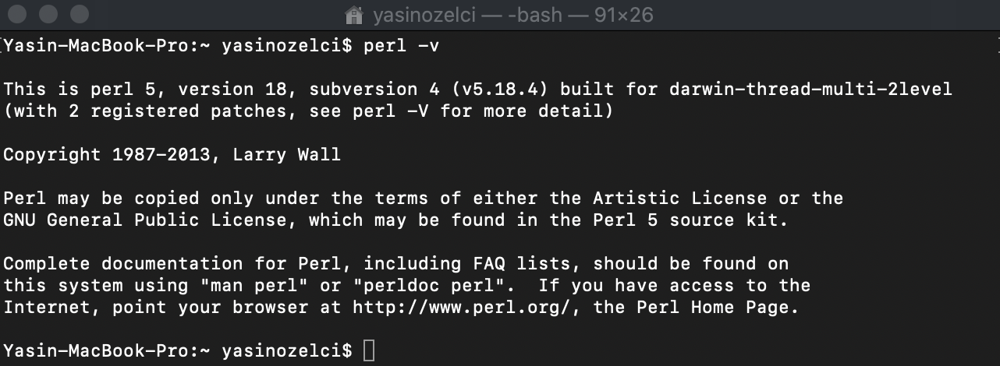 yasinozelci — -bash — 91×26
Yasin-MacBook-Pro:~ yasinozelci$ perl -v
This is perl 5, version 18, subversion 4 (v5.18.4) built for darwin-thread-multi-2level
(with 2 registered patches, see perl -V for more detail)
Copyright 1987-2013, Larry Wall
Perl may be copied only under the terms of either the Artistic License or the
GNU General Public License, which may be found in the Perl 5 source kit.
Complete documentation for Perl, including FAQ lists, should be found on
this system using "man perl" or "perldoc perl".  If you have access to the
Internet, point your browser at http://www.perl.org/, the Perl Home Page.
Yasin-MacBook-Pro:~ yasinozelci$